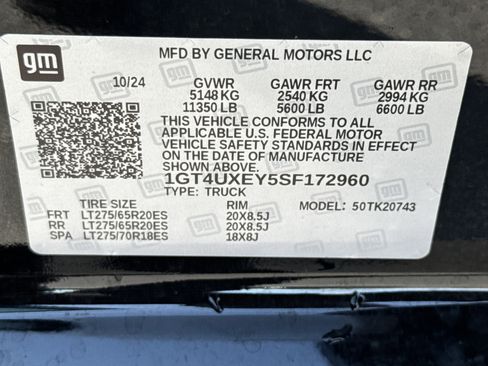 gm
MFD BY GENERAL MOTORS LLC
10/24 GVWR GAWR FRT GAWR RR
5148 KG 2540 KG 2994 KG
11350 LB 5600 LB 6600 LB
THIS VEHICLE CONFORMS TO ALL
APPLICABLE U.S. FEDERAL MOTOR
VEHICLE SAFETY STANDARDS IN EFFECT
ON THE DATE OF MANUFACTURE SHOWN ABOVE.
1GT4UXEY5SF172960
TYPE: TRUCK
TIRE SIZE RIM MODEL: 50TK20743
FRT LT275/65R20ES 20X8.5J
RR LT275/65R20ES 20X8.5J
SPA LT275/70R18ES 18X8J